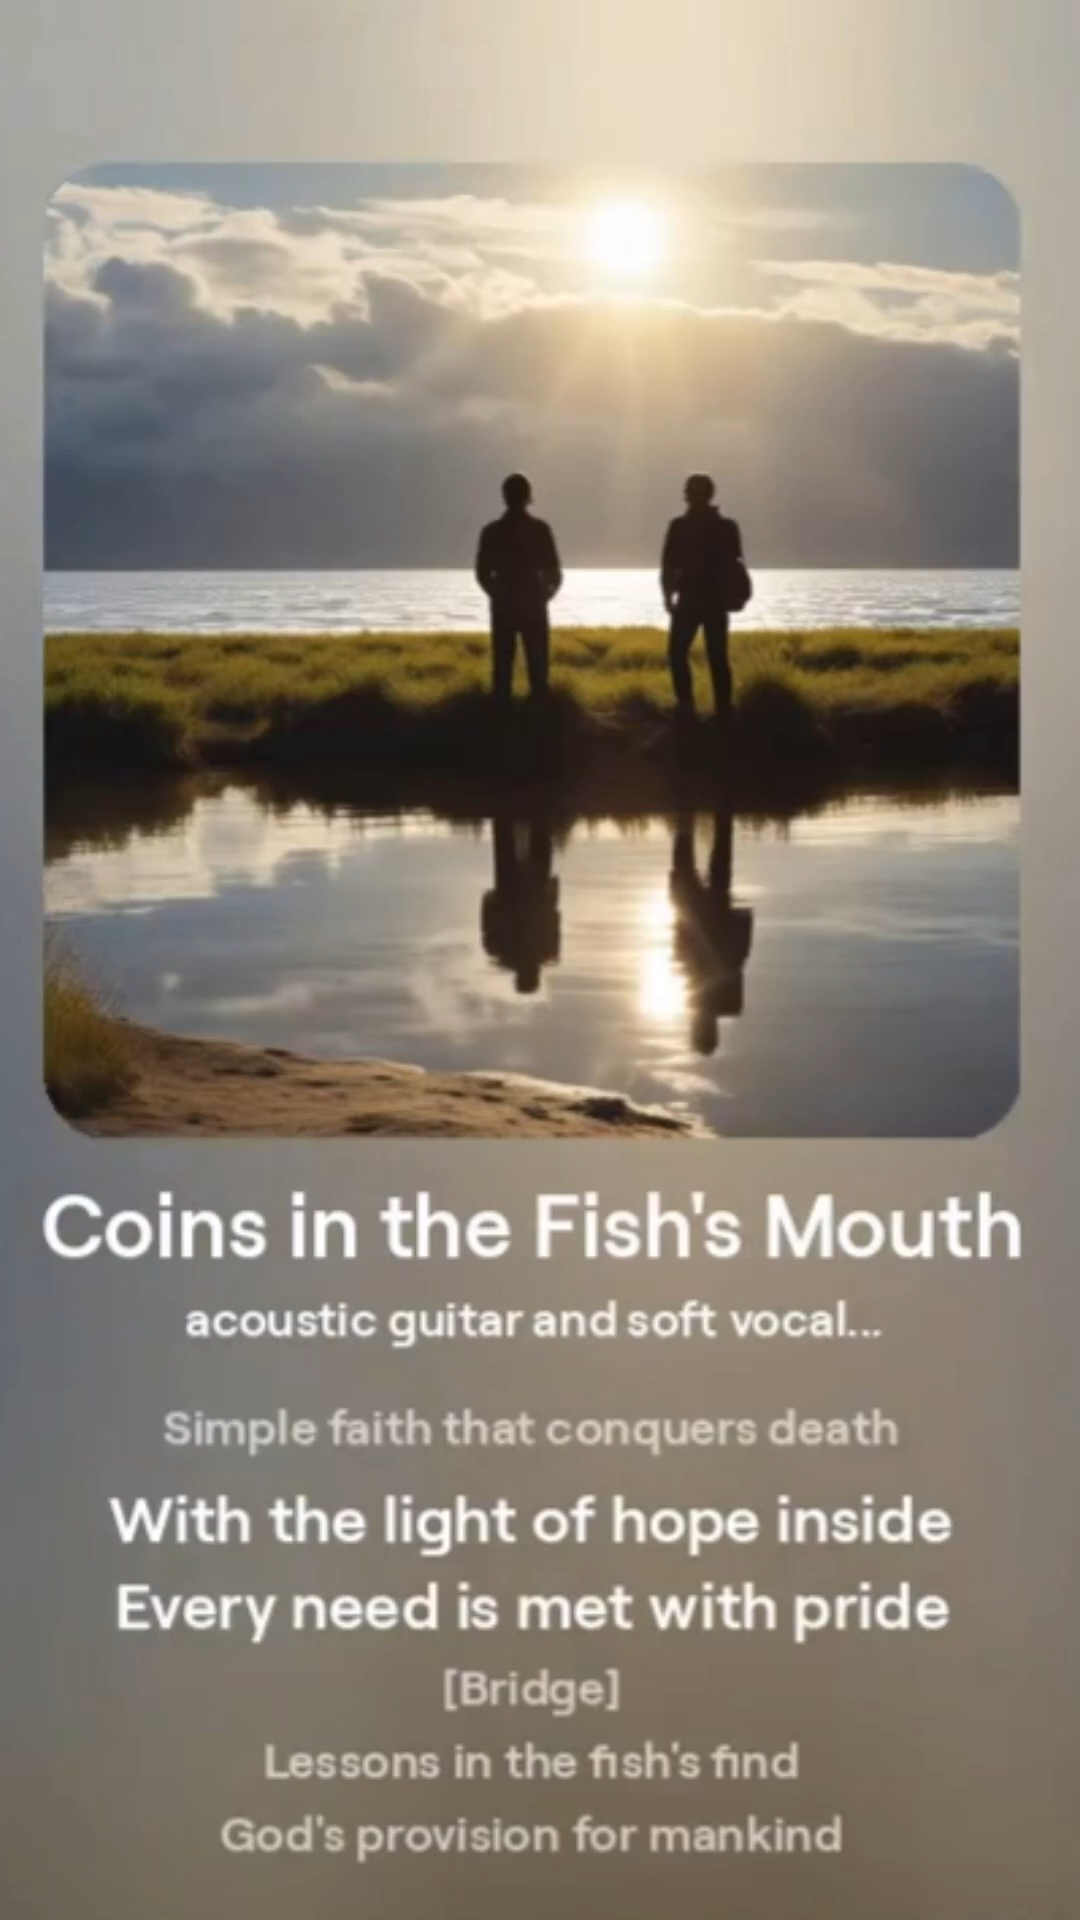 Coins in the Fish's Mouth
acoustic guitar and soft vocal...
Simple faith that conquers death
With the light of hope inside
Every need is met with pride
[Bridge]
Lessons in the fish's find
God's provision for mankind